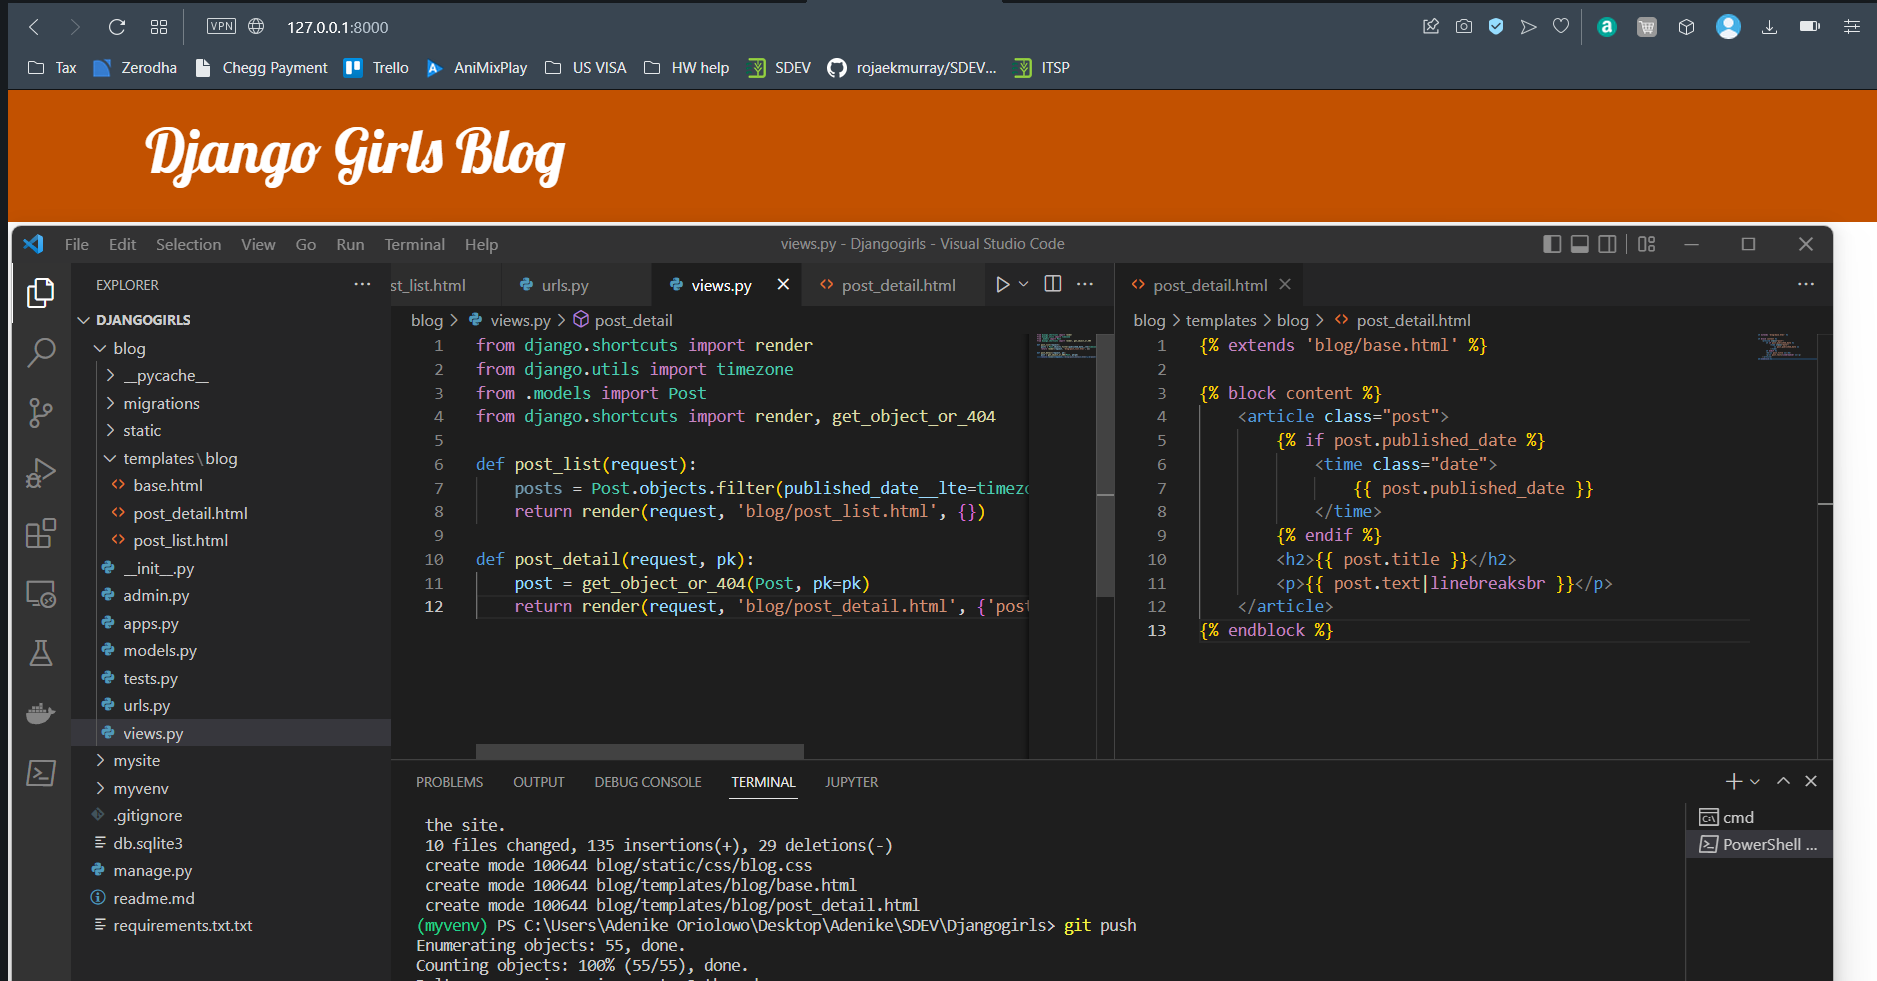 VPN 127.0.0.1:8000
Tax Zerodha Chegg Payment Trello AniMixPlay US VISA HW help SDEV rojaekmurray/SDEV... ITSP
Django Girls Blog
File Edit Selection View Go Run Terminal Help views.py - Djangogirls - Visual Studio Code
EXPLORER
DJANGOGIRLS
blog
__pycache__
migrations
static
templates\blog
base.html
post_detail.html
post_list.html
__init__.py
admin.py
apps.py
models.py
tests.py
urls.py
views.py
mysite
myvenv
.gitignore
db.sqlite3
manage.py
readme.md
requirements.txt.txt
st_list.html urls.py views.py post_detail.html
blog > views.py > post_detail
1 from django.shortcuts import render
2 from django.utils import timezone
3 from .models import Post
4 from django.shortcuts import render, get_object_or_404
5
6 def post_list(request):
7 posts = Post.objects.filter(published_date__lte=timezo
8 return render(request, 'blog/post_list.html', {})
9
10 def post_detail(request, pk):
11 post = get_object_or_404(Post, pk=pk)
12 return render(request, 'blog/post_detail.html', {'post
post_detail.html
blog > templates > blog > post_detail.html
1 {% extends 'blog/base.html' %}
2
3 {% block content %}
4 <article class="post">
5 {% if post.published_date %}
6 <time class="date">
7 {{ post.published_date }}
8 </time>
9 {% endif %}
10 <h2>{{ post.title }}</h2>
11 <p>{{ post.text|linebreaksbr }}</p>
12 </article>
13 {% endblock %}
PROBLEMS OUTPUT DEBUG CONSOLE TERMINAL JUPYTER
the site.
10 files changed, 135 insertions(+), 29 deletions(-)
create mode 100644 blog/static/css/blog.css
create mode 100644 blog/templates/blog/base.html
create mode 100644 blog/templates/blog/post_detail.html
(myvenv) PS C:\Users\Adenike Oriolowo\Desktop\Adenike\SDEV\Djangogirls> git push
Enumerating objects: 55, done.
Counting objects: 100% (55/55), done.
cmd
PowerShell ...